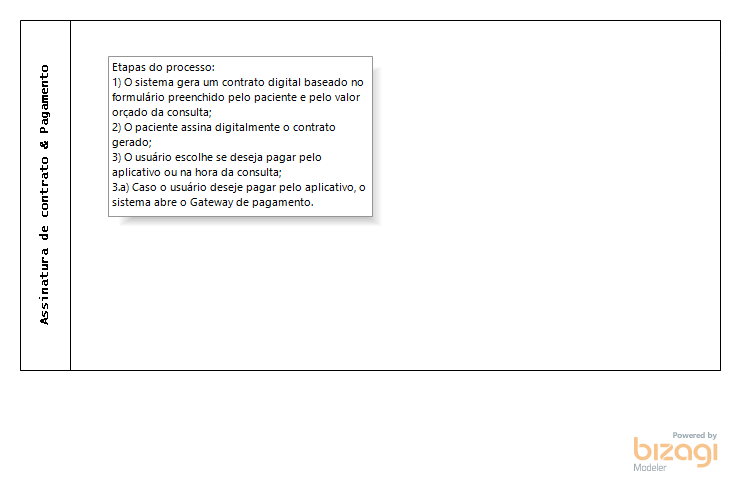 Assinatura de contrato & Pagamento
Etapas do processo:
1) O sistema gera um contrato digital baseado no
formulário preenchido pelo paciente e pelo valor
orçado da consulta;
2) O paciente assina digitalmente o contrato
gerado;
3) O usuário escolhe se deseja pagar pelo
aplicativo ou na hora da consulta;
3.a) Caso o usuário deseje pagar pelo aplicativo, o
sistema abre o Gateway de pagamento.
Powered by
bizagi
Modeler